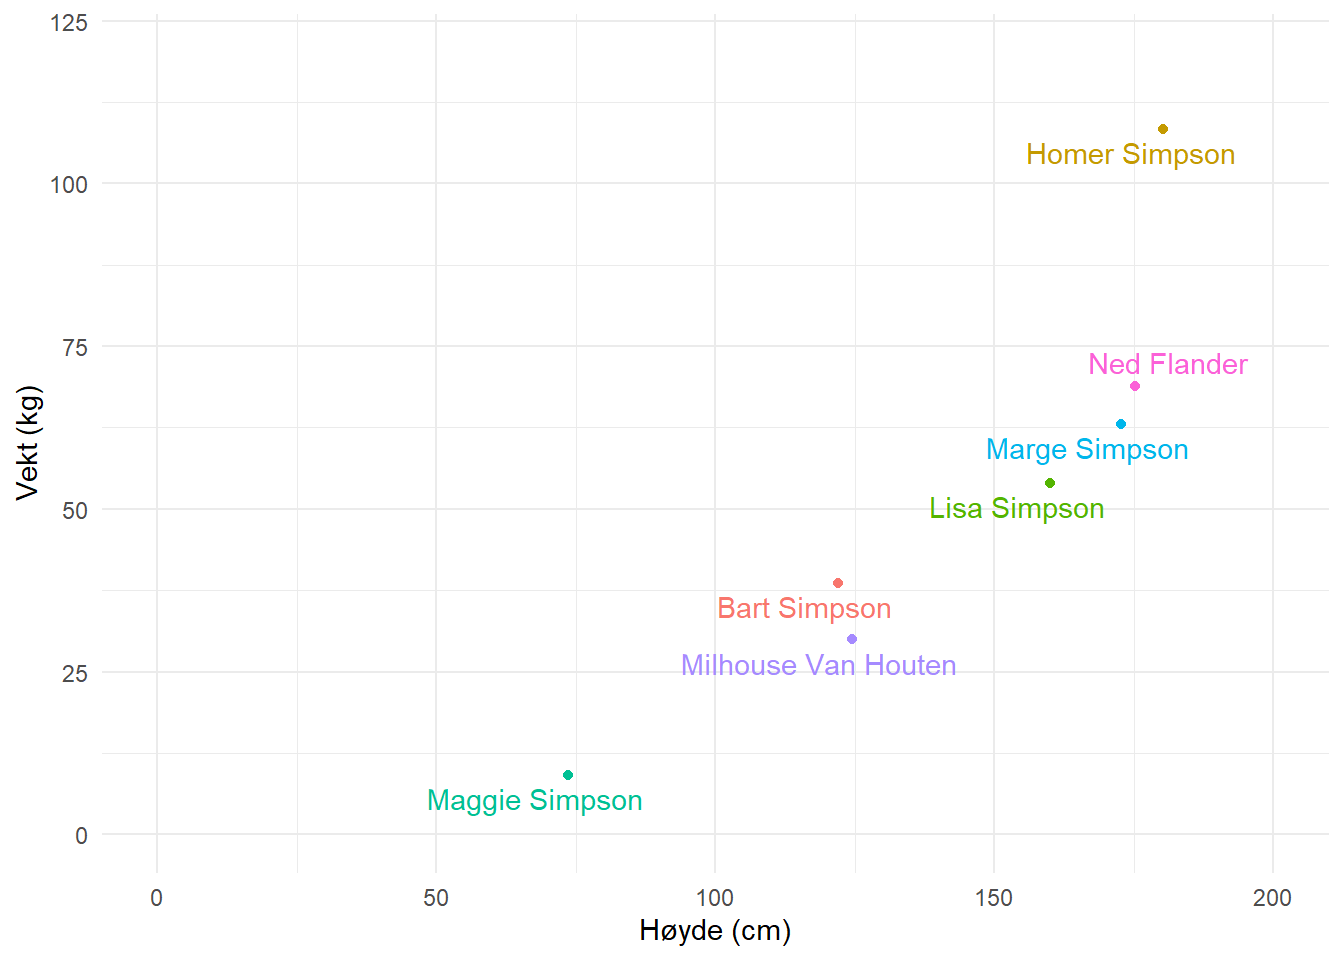 125
Homer Simpson
100
75
Ned Flander
Vekt (kg)
Marge Simpson
50
Lisa Simpson
Bart Simpson
Milhouse Van Houten
25
Maggie Simpson
0
0 50 100 150 200
Høyde (cm)